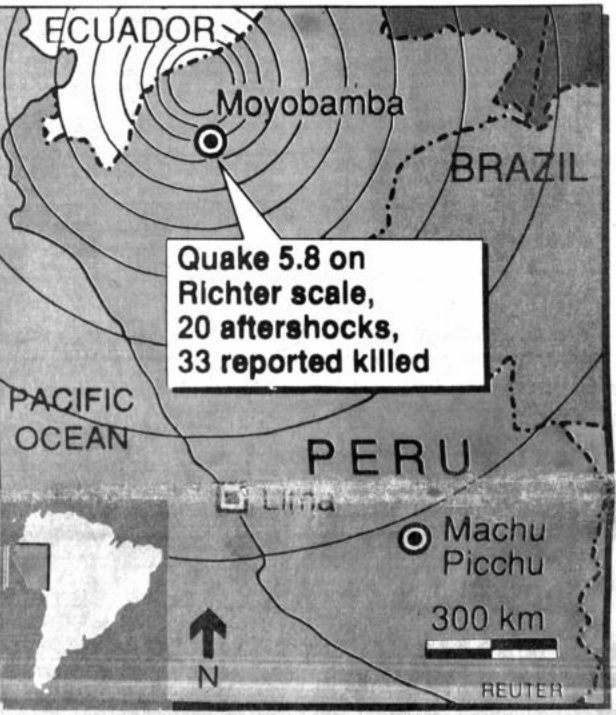 ECUADOR
Moyobamba
BRAZIL
Quake 5.8 on
Richter scale,
20 aftershocks,
33 reported killed
PACIFIC
OCEAN
PERU
Lima
Machu
Picchu
300 km
N
REUTER